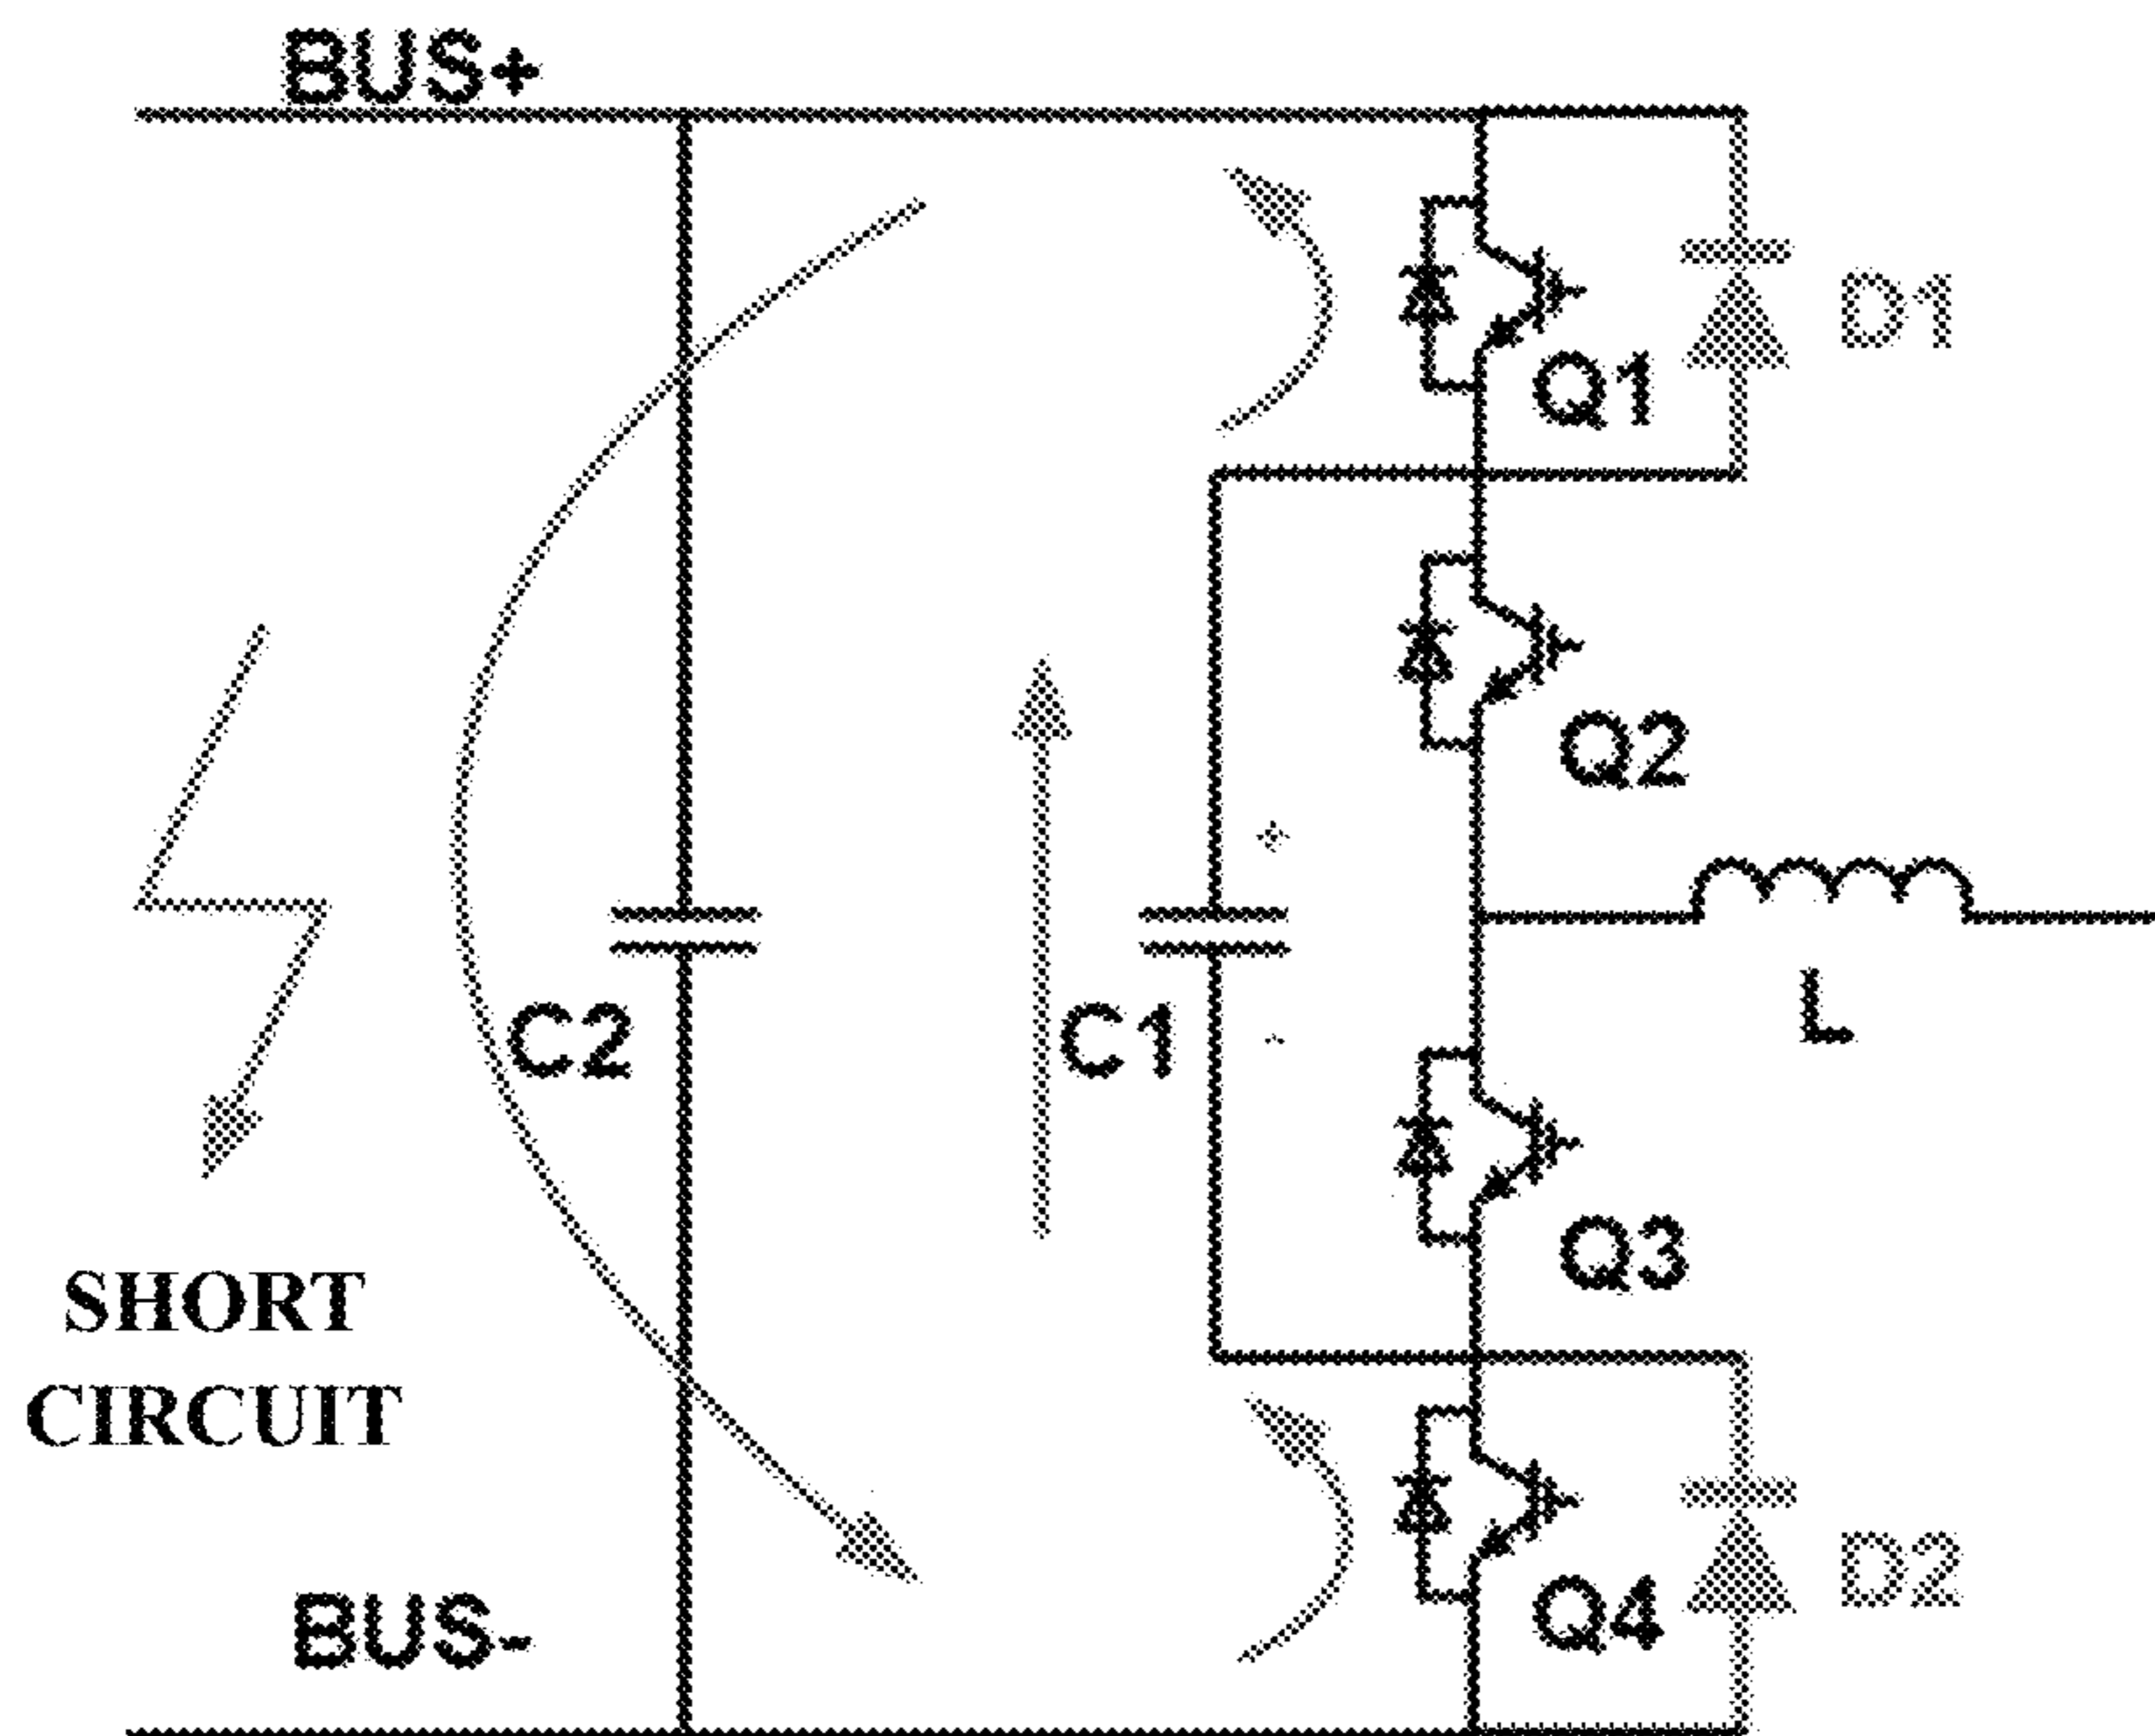 BUS+
D1
Q1
Q2
+
C2
C1
-
L
Q3
SHORT
CIRCUIT
Q4
D2
BUS-